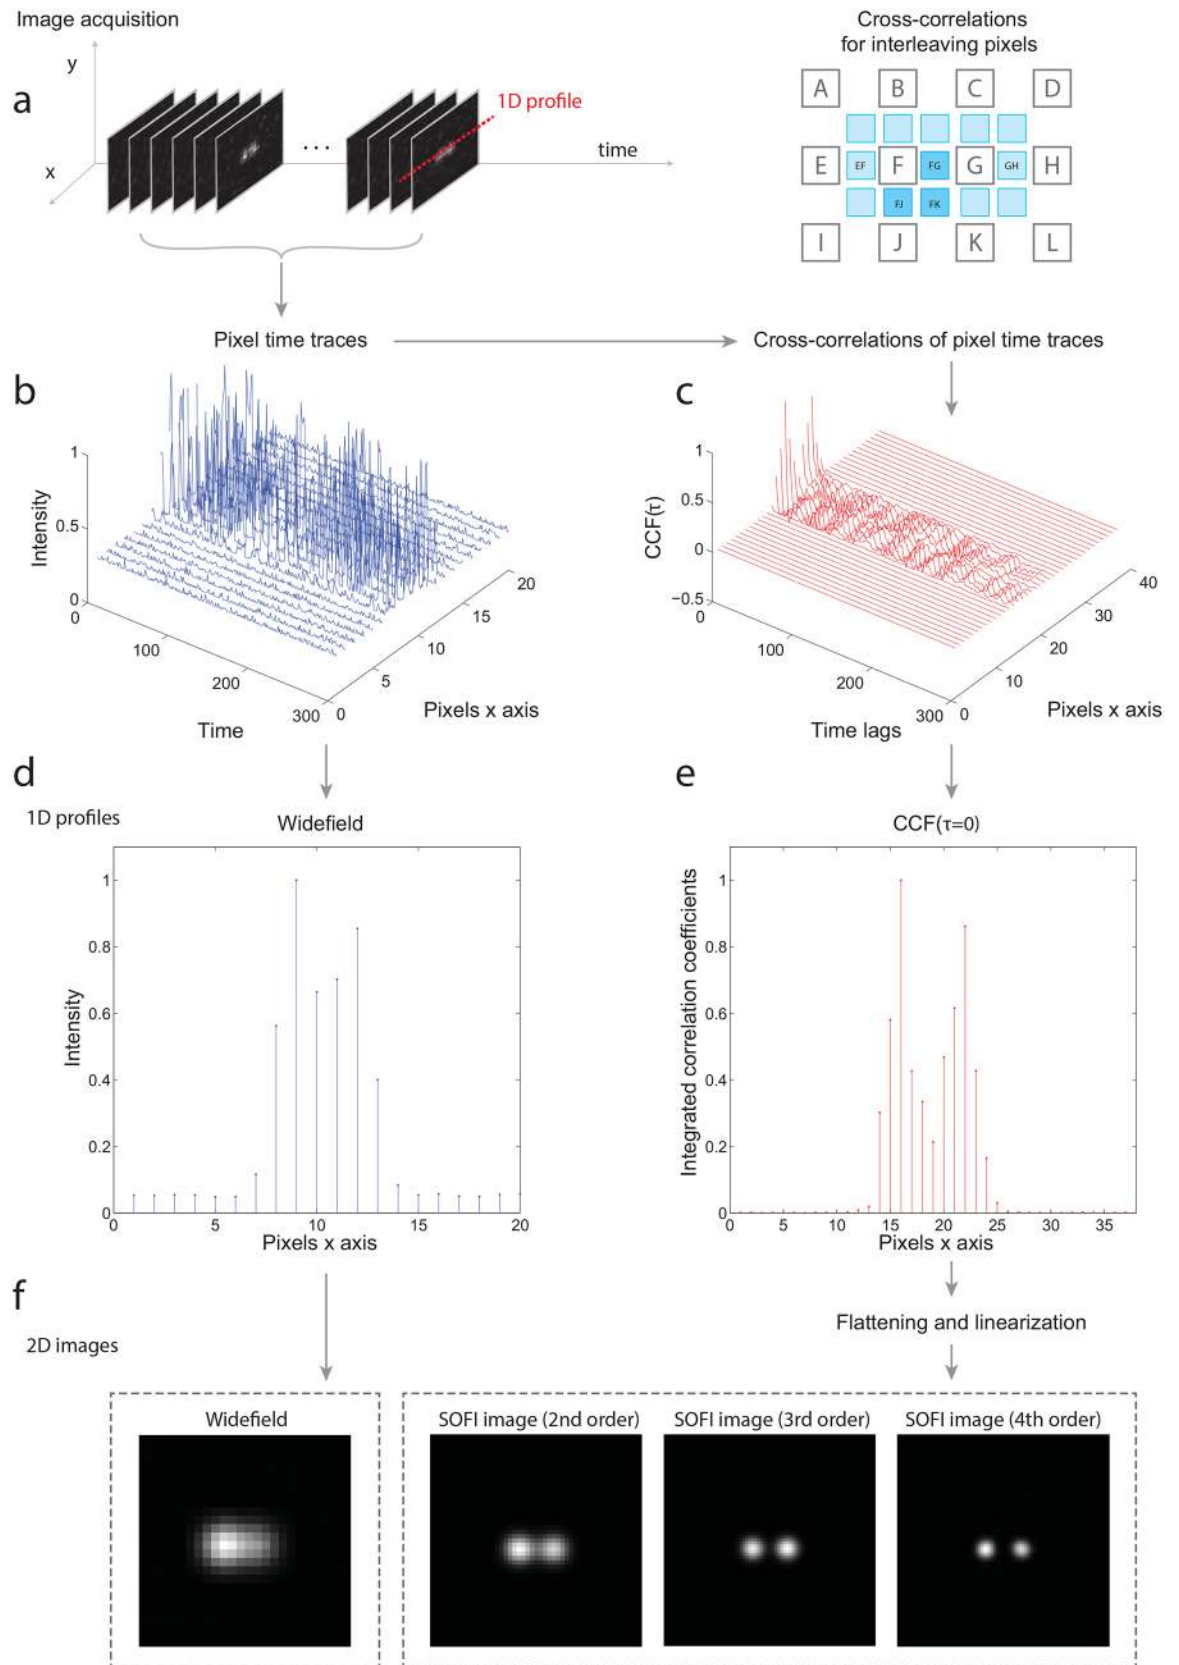 Image acquisition
Cross-correlations
for interleaving pixels
a
y
x
1D profile
...
time
A B C D
E EF F FG G GH H
FJ FK
I J K L
Pixel time traces
Cross-correlations of pixel time traces
b
Intensity
1
0.5
0
0
100
200
300
Time
0
5
10
15
20
Pixels x axis
c
CCF(τ)
1
0.5
0
−0.5
0
100
200
300
Time lags
0
10
20
30
40
Pixels x axis
d
1D profiles
Widefield
Intensity
1
0.8
0.6
0.4
0.2
0
0 5 10 15 20
Pixels x axis
e
CCF(τ=0)
Integrated correlation coefficients
1
0.8
0.6
0.4
0.2
0
0 5 10 15 20 25 30 35
Pixels x axis
f
2D images
Flattening and linearization
Widefield
SOFI image (2nd order)
SOFI image (3rd order)
SOFI image (4th order)